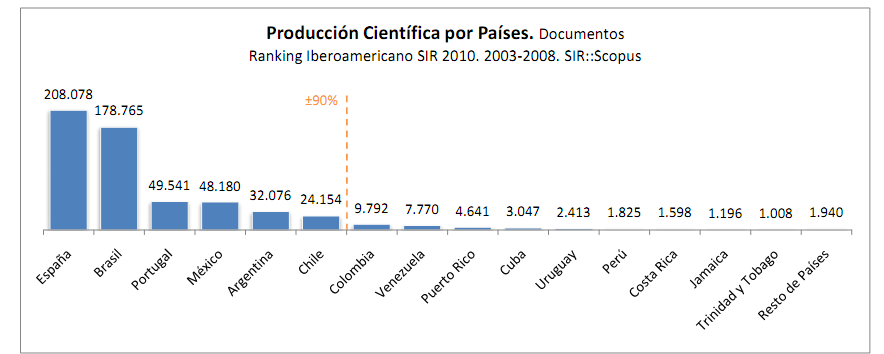 Producción Científica por Países. Documentos
Ranking Iberoamericano SIR 2010. 2003-2008. SIR::Scopus
±90%
208.078
178.765
49.541
48.180
32.076
24.154
9.792
7.770
4.641
3.047
2.413
1.825
1.598
1.196
1.008
1.940
España
Brasil
Portugal
México
Argentina
Chile
Colombia
Venezuela
Puerto Rico
Cuba
Uruguay
Perú
Costa Rica
Jamaica
Trinidad y Tobago
Resto de Países